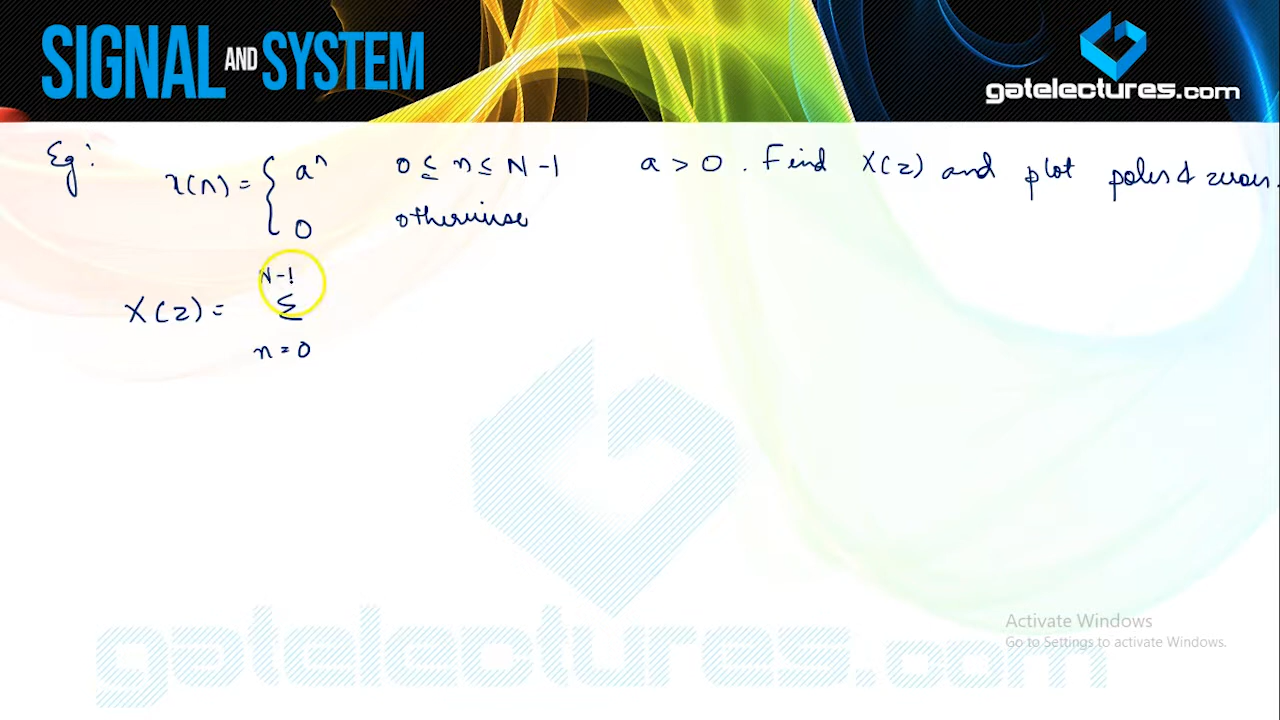 SIGNAL AND SYSTEM
gatelectures.com
Eg: x(n) = { a^n 0 ≤ n ≤ N-1 a > 0. Find X(z) and plot poles & zeros.
0 otherwise
N-1
X(z) = Σ
n = 0
gatelectures.com
Activate Windows
Go to Settings to activate Windows.